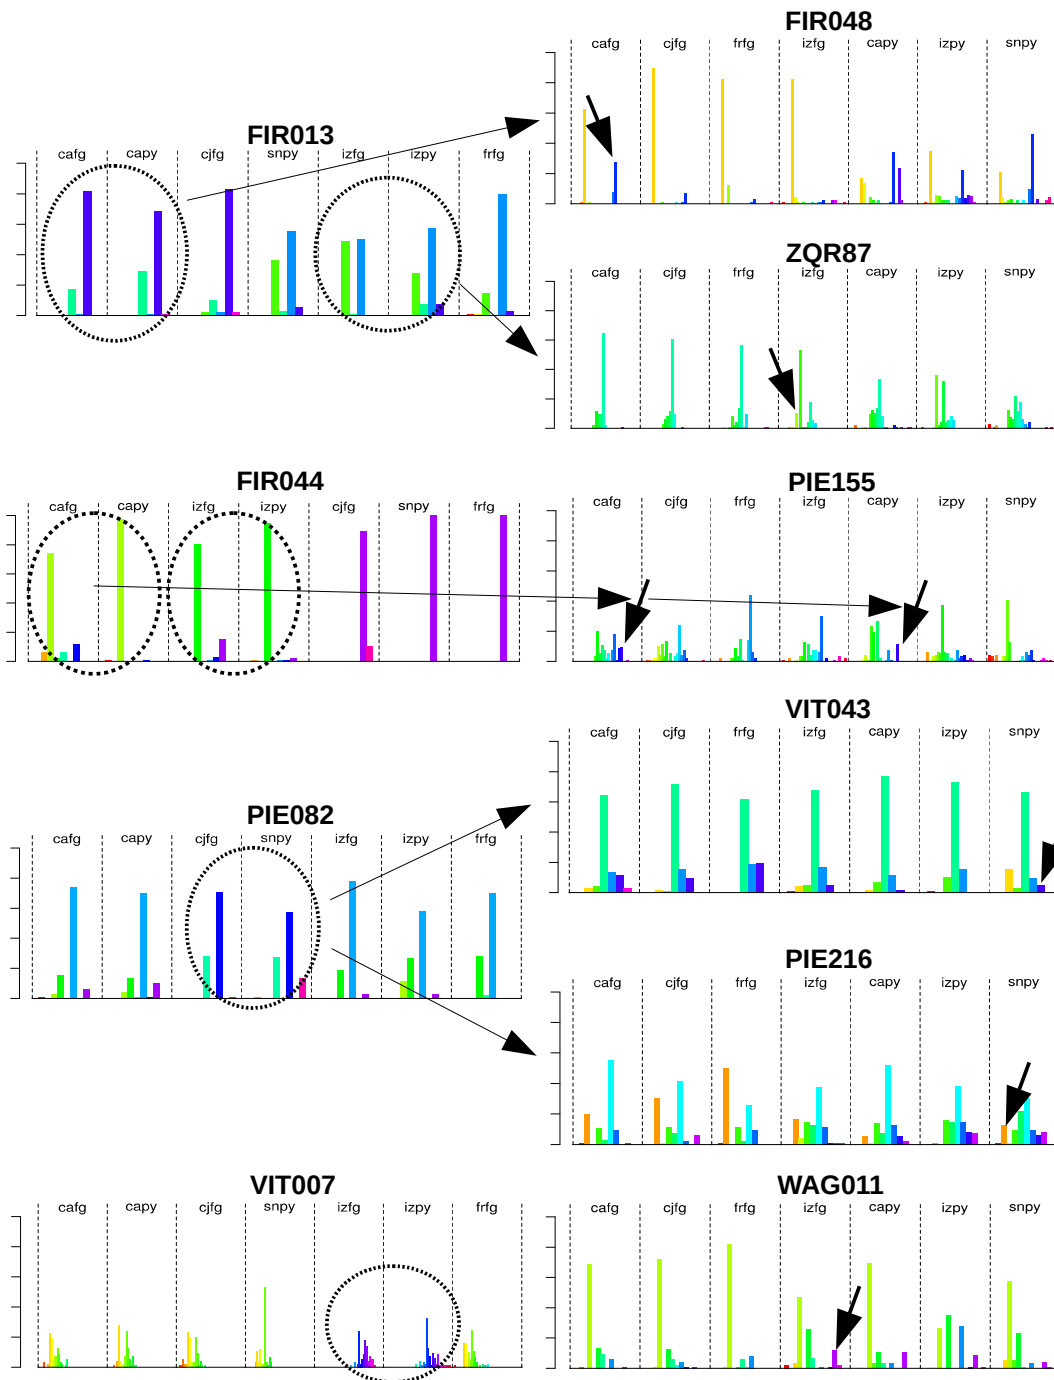 FIR048
cafg cjfg frfg izfg capy izpy snpy
FIR013
cafg capy cjfg snpy izfg izpy frfg
ZQR87
cafg cjfg frfg izfg capy izpy snpy
FIR044
cafg capy izfg izpy cjfg snpy frfg
PIE155
cafg cjfg frfg izfg capy izpy snpy
VIT043
cafg cjfg frfg izfg capy izpy snpy
PIE082
cafg capy cjfg snpy izfg izpy frfg
PIE216
cafg cjfg frfg izfg capy izpy snpy
VIT007
cafg capy cjfg snpy izfg izpy frfg
WAG011
cafg cjfg frfg izfg capy izpy snpy